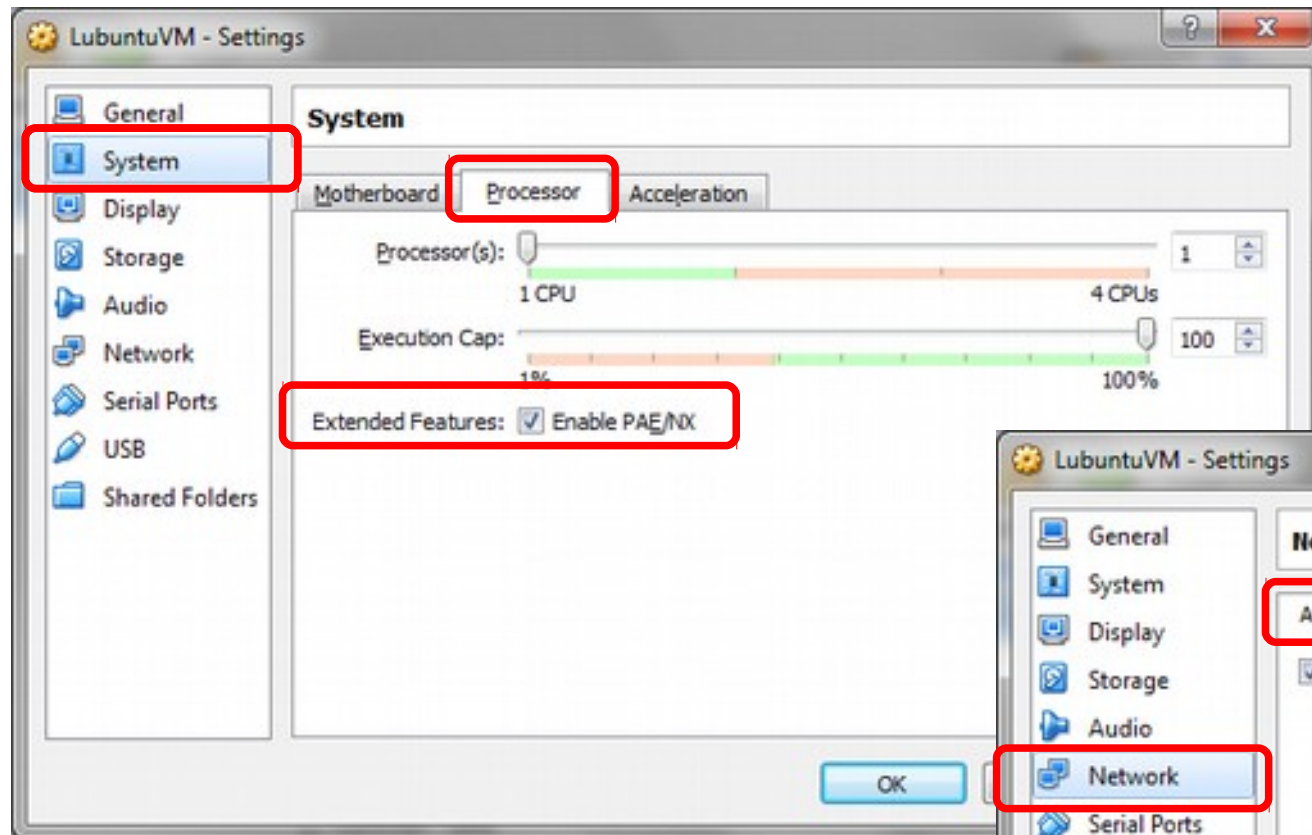 LubuntuVM - Settings
General
System
Display
Storage
Audio
Network
Serial Ports
USB
Shared Folders
System
Motherboard Processor Acceleration
Processor(s): 1
1 CPU 4 CPUs
Execution Cap: 100
1% 100%
Extended Features: Enable PAE/NX
OK
LubuntuVM - Settings
General
System
Display
Storage
Audio
Network
Serial Ports